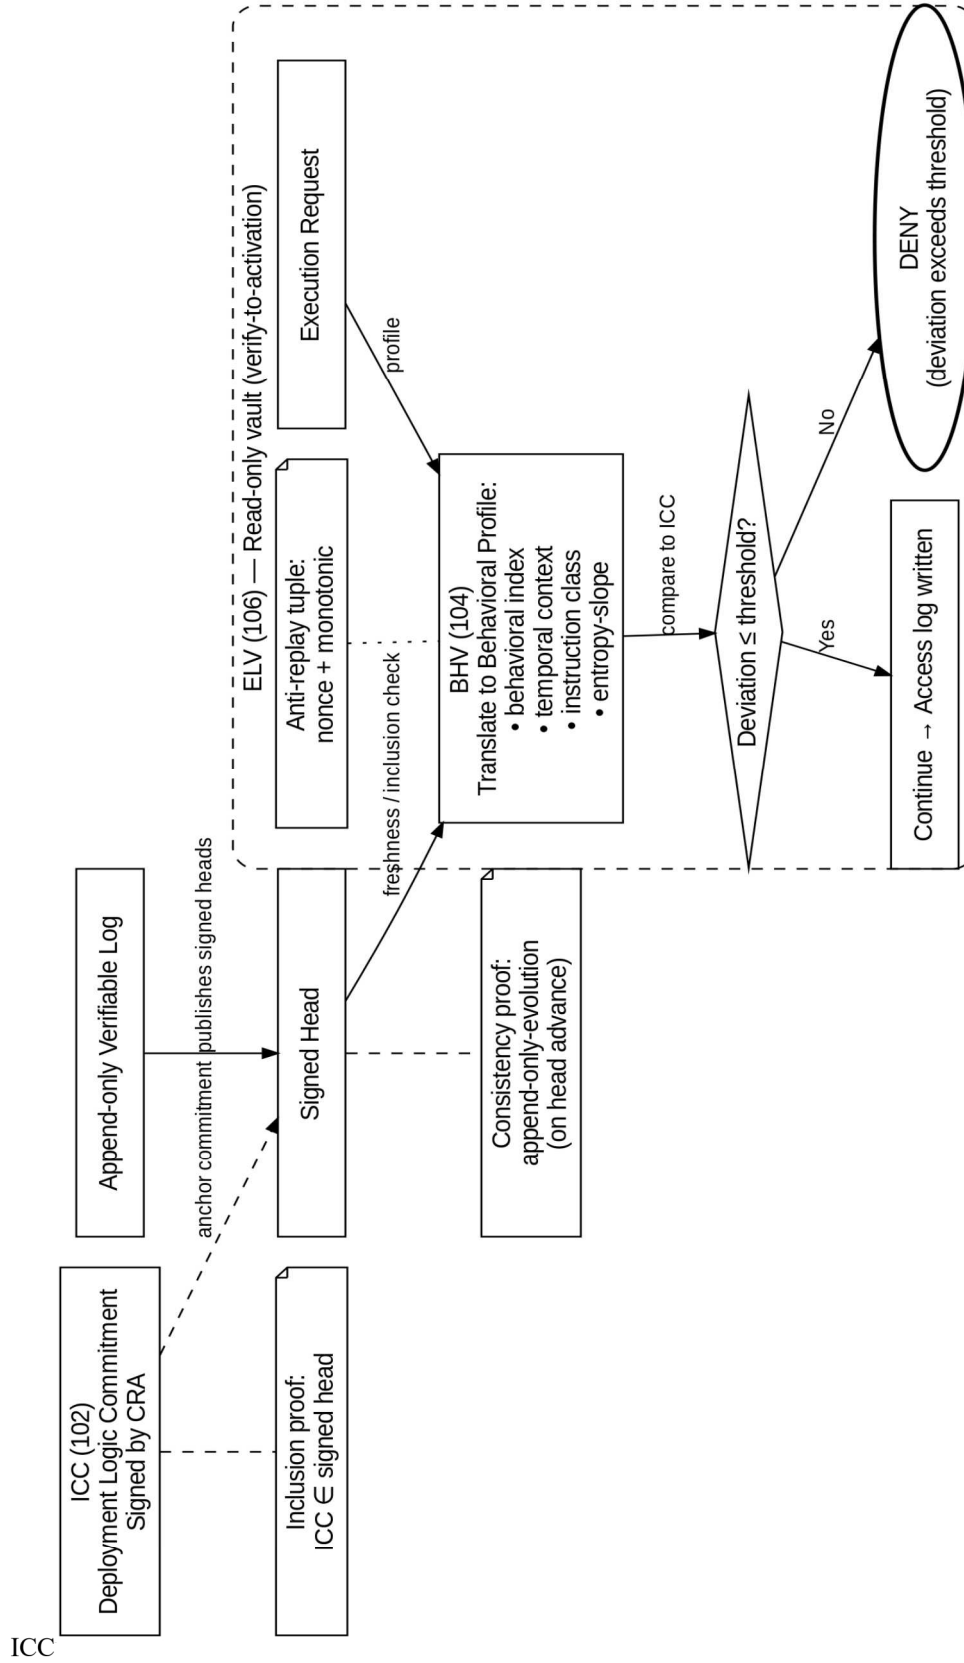 ICC (102)
Deployment Logic Commitment
Signed by CRA
Append-only Verifiable Log
anchor commitment publishes signed heads
Inclusion proof:
ICC ∈ signed head
Signed Head
ELV (106) — Read-only vault (verify-to-activation)
Anti-replay tuple:
nonce + monotonic
Execution Request
freshness / inclusion check
profile
Consistency proof:
append-only-evolution
(on head advance)
BHV (104)
Translate to Behavioral Profile:
• behavioral index
• temporal context
• instruction class
• entropy-slope
compare to ICC
Deviation ≤ threshold?
Yes
No
Continue → Access log written
DENY
(deviation exceeds threshold)
ICC